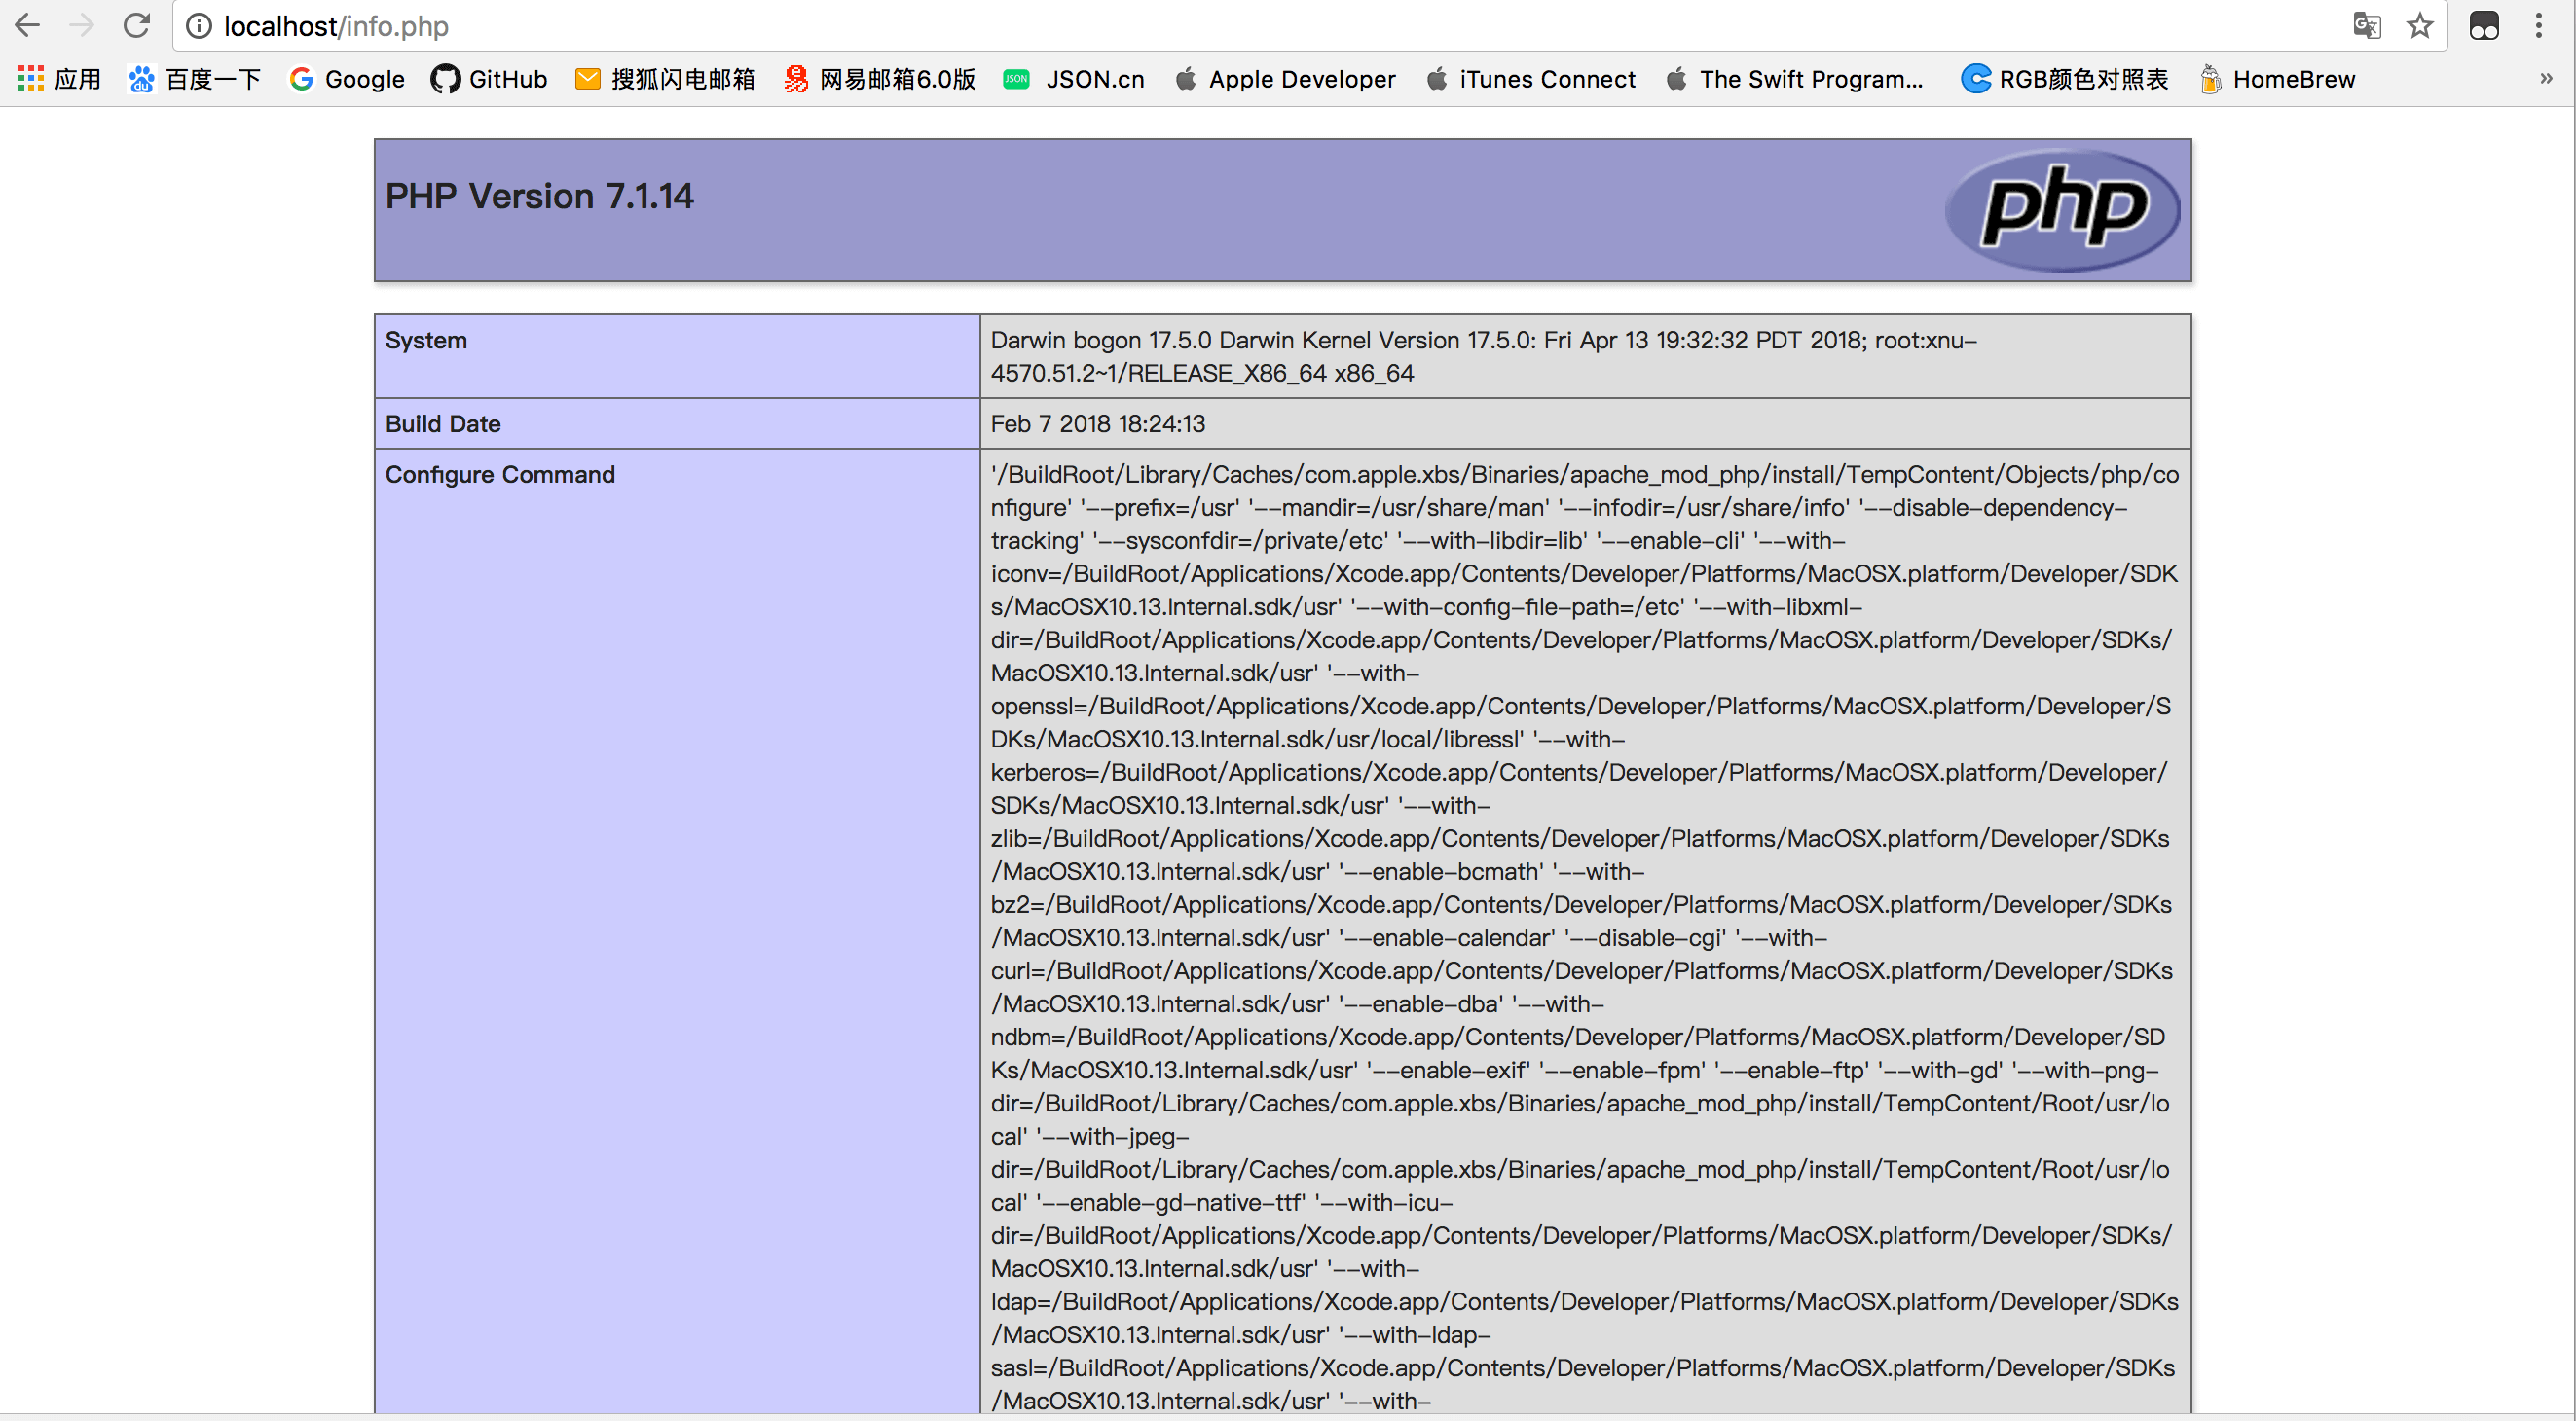 localhost/info.php
应用 百度一下 Google GitHub 搜狐闪电邮箱 网易邮箱6.0版 JSON JSON.cn Apple Developer iTunes Connect The Swift Program... RGB颜色对照表 HomeBrew »
PHP Version 7.1.14
php
System
Darwin bogon 17.5.0 Darwin Kernel Version 17.5.0: Fri Apr 13 19:32:32 PDT 2018; root:xnu-
4570.51.2~1/RELEASE_X86_64 x86_64
Build Date
Feb 7 2018 18:24:13
Configure Command
'/BuildRoot/Library/Caches/com.apple.xbs/Binaries/apache_mod_php/install/TempContent/Objects/php/co
nfigure' '--prefix=/usr' '--mandir=/usr/share/man' '--infodir=/usr/share/info' '--disable-dependency-
tracking' '--sysconfdir=/private/etc' '--with-libdir=lib' '--enable-cli' '--with-
iconv=/BuildRoot/Applications/Xcode.app/Contents/Developer/Platforms/MacOSX.platform/Developer/SDK
s/MacOSX10.13.Internal.sdk/usr' '--with-config-file-path=/etc' '--with-libxml-
dir=/BuildRoot/Applications/Xcode.app/Contents/Developer/Platforms/MacOSX.platform/Developer/SDKs/
MacOSX10.13.Internal.sdk/usr' '--with-
openssl=/BuildRoot/Applications/Xcode.app/Contents/Developer/Platforms/MacOSX.platform/Developer/S
DKs/MacOSX10.13.Internal.sdk/usr/local/libressl' '--with-
kerberos=/BuildRoot/Applications/Xcode.app/Contents/Developer/Platforms/MacOSX.platform/Developer/
SDKs/MacOSX10.13.Internal.sdk/usr' '--with-
zlib=/BuildRoot/Applications/Xcode.app/Contents/Developer/Platforms/MacOSX.platform/Developer/SDKs
/MacOSX10.13.Internal.sdk/usr' '--enable-bcmath' '--with-
bz2=/BuildRoot/Applications/Xcode.app/Contents/Developer/Platforms/MacOSX.platform/Developer/SDKs
/MacOSX10.13.Internal.sdk/usr' '--enable-calendar' '--disable-cgi' '--with-
curl=/BuildRoot/Applications/Xcode.app/Contents/Developer/Platforms/MacOSX.platform/Developer/SDKs
/MacOSX10.13.Internal.sdk/usr' '--enable-dba' '--with-
ndbm=/BuildRoot/Applications/Xcode.app/Contents/Developer/Platforms/MacOSX.platform/Developer/SD
Ks/MacOSX10.13.Internal.sdk/usr' '--enable-exif' '--enable-fpm' '--enable-ftp' '--with-gd' '--with-png-
dir=/BuildRoot/Library/Caches/com.apple.xbs/Binaries/apache_mod_php/install/TempContent/Root/usr/lo
cal' '--with-jpeg-
dir=/BuildRoot/Library/Caches/com.apple.xbs/Binaries/apache_mod_php/install/TempContent/Root/usr/lo
cal' '--enable-gd-native-ttf' '--with-icu-
dir=/BuildRoot/Applications/Xcode.app/Contents/Developer/Platforms/MacOSX.platform/Developer/SDKs/
MacOSX10.13.Internal.sdk/usr' '--with-
ldap=/BuildRoot/Applications/Xcode.app/Contents/Developer/Platforms/MacOSX.platform/Developer/SDKs
/MacOSX10.13.Internal.sdk/usr' '--with-ldap-
sasl=/BuildRoot/Applications/Xcode.app/Contents/Developer/Platforms/MacOSX.platform/Developer/SDKs
/MacOSX10.13.Internal.sdk/usr' '--with-